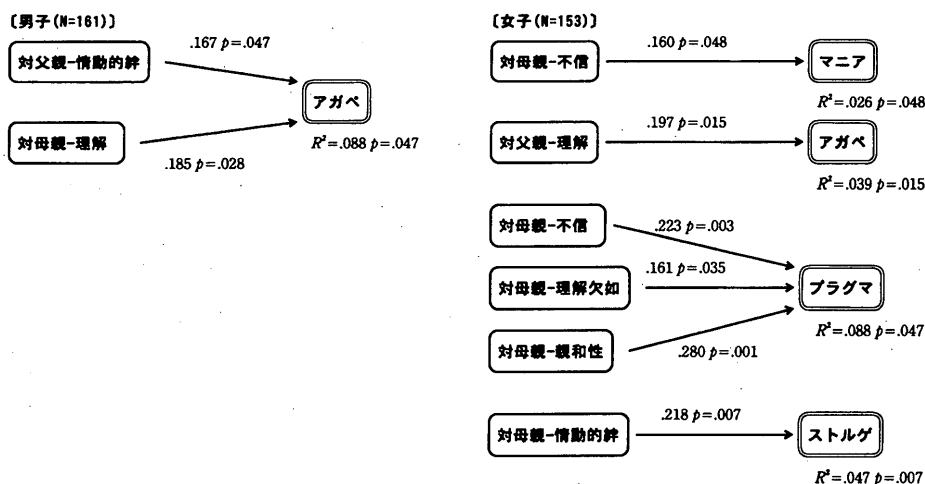 〔男子(N=161)〕
対父親-情動的絆
.167 p=.047
アガペ
R²=.088 p=.047
対母親-理解
.185 p=.028
〔女子(N=153)〕
対母親-不信
.160 p=.048
マニア
R²=.026 p=.048
対父親-理解
.197 p=.015
アガペ
R²=.039 p=.015
対母親-不信
.223 p=.003
対母親-理解欠如
.161 p=.035
プラグマ
R²=.088 p=.047
対母親-親和性
.280 p=.001
対母親-情動的絆
.218 p=.007
ストルゲ
R²=.047 p=.007